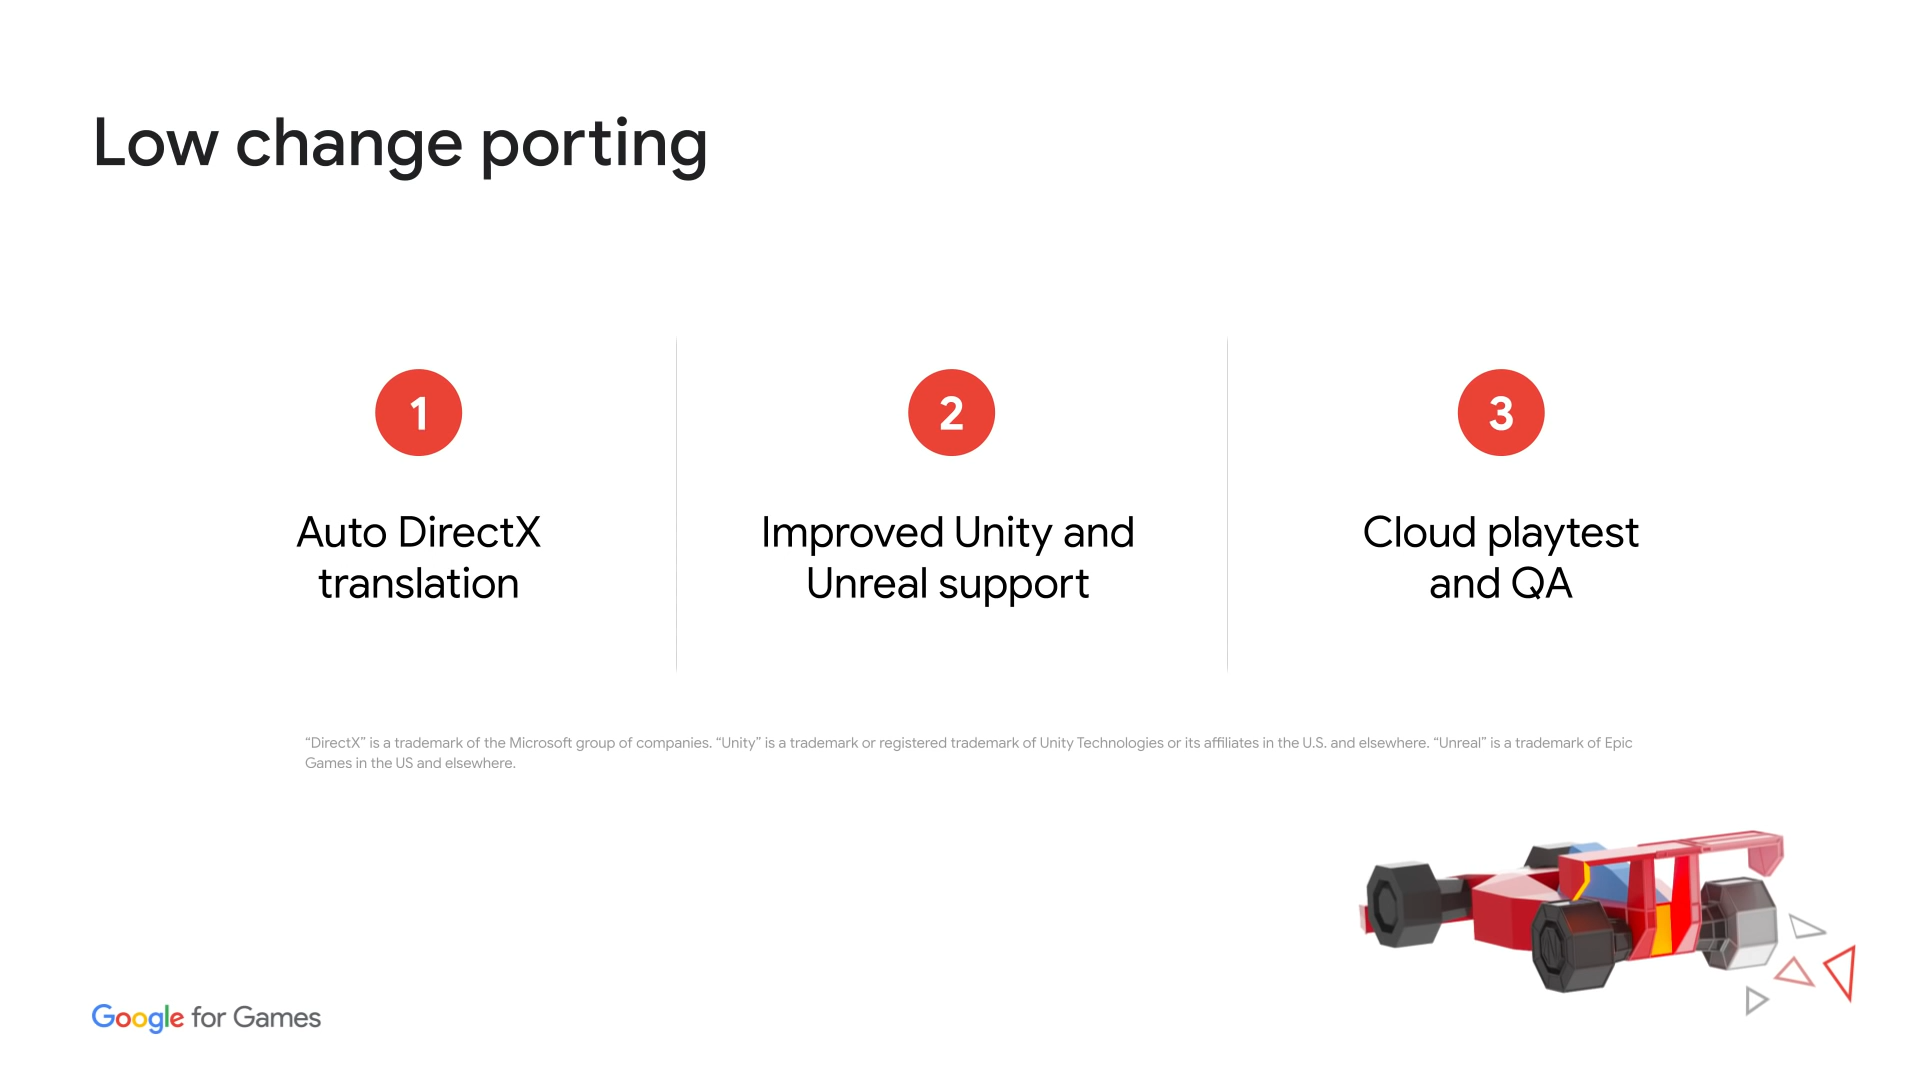 Low change porting
1
Auto DirectX
translation
2
Improved Unity and
Unreal support
3
Cloud playtest
and QA
“DirectX” is a trademark of the Microsoft group of companies. “Unity” is a trademark or registered trademark of Unity Technologies or its affiliates in the U.S. and elsewhere. “Unreal” is a trademark of Epic
Games in the US and elsewhere.
Google for Games